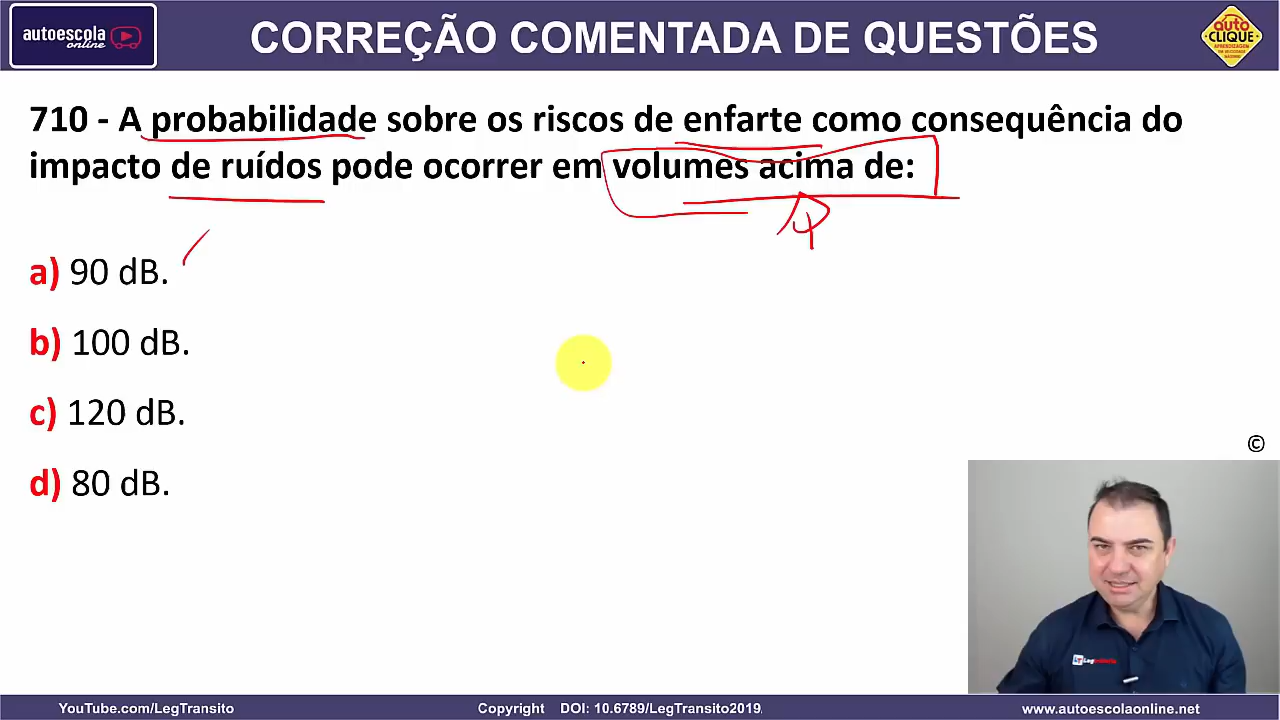 autoescola
online
CORREÇÃO COMENTADA DE QUESTÕES
auto
CLIQUE
710 - A probabilidade sobre os riscos de enfarte como consequência do
impacto de ruídos pode ocorrer em volumes acima de:
a) 90 dB.
b) 100 dB.
c) 120 dB.
d) 80 dB.
©
YouTube.com/LegTransito
Copyright DOI: 10.6789/LegTransito2019.
www.autoescolaonline.net